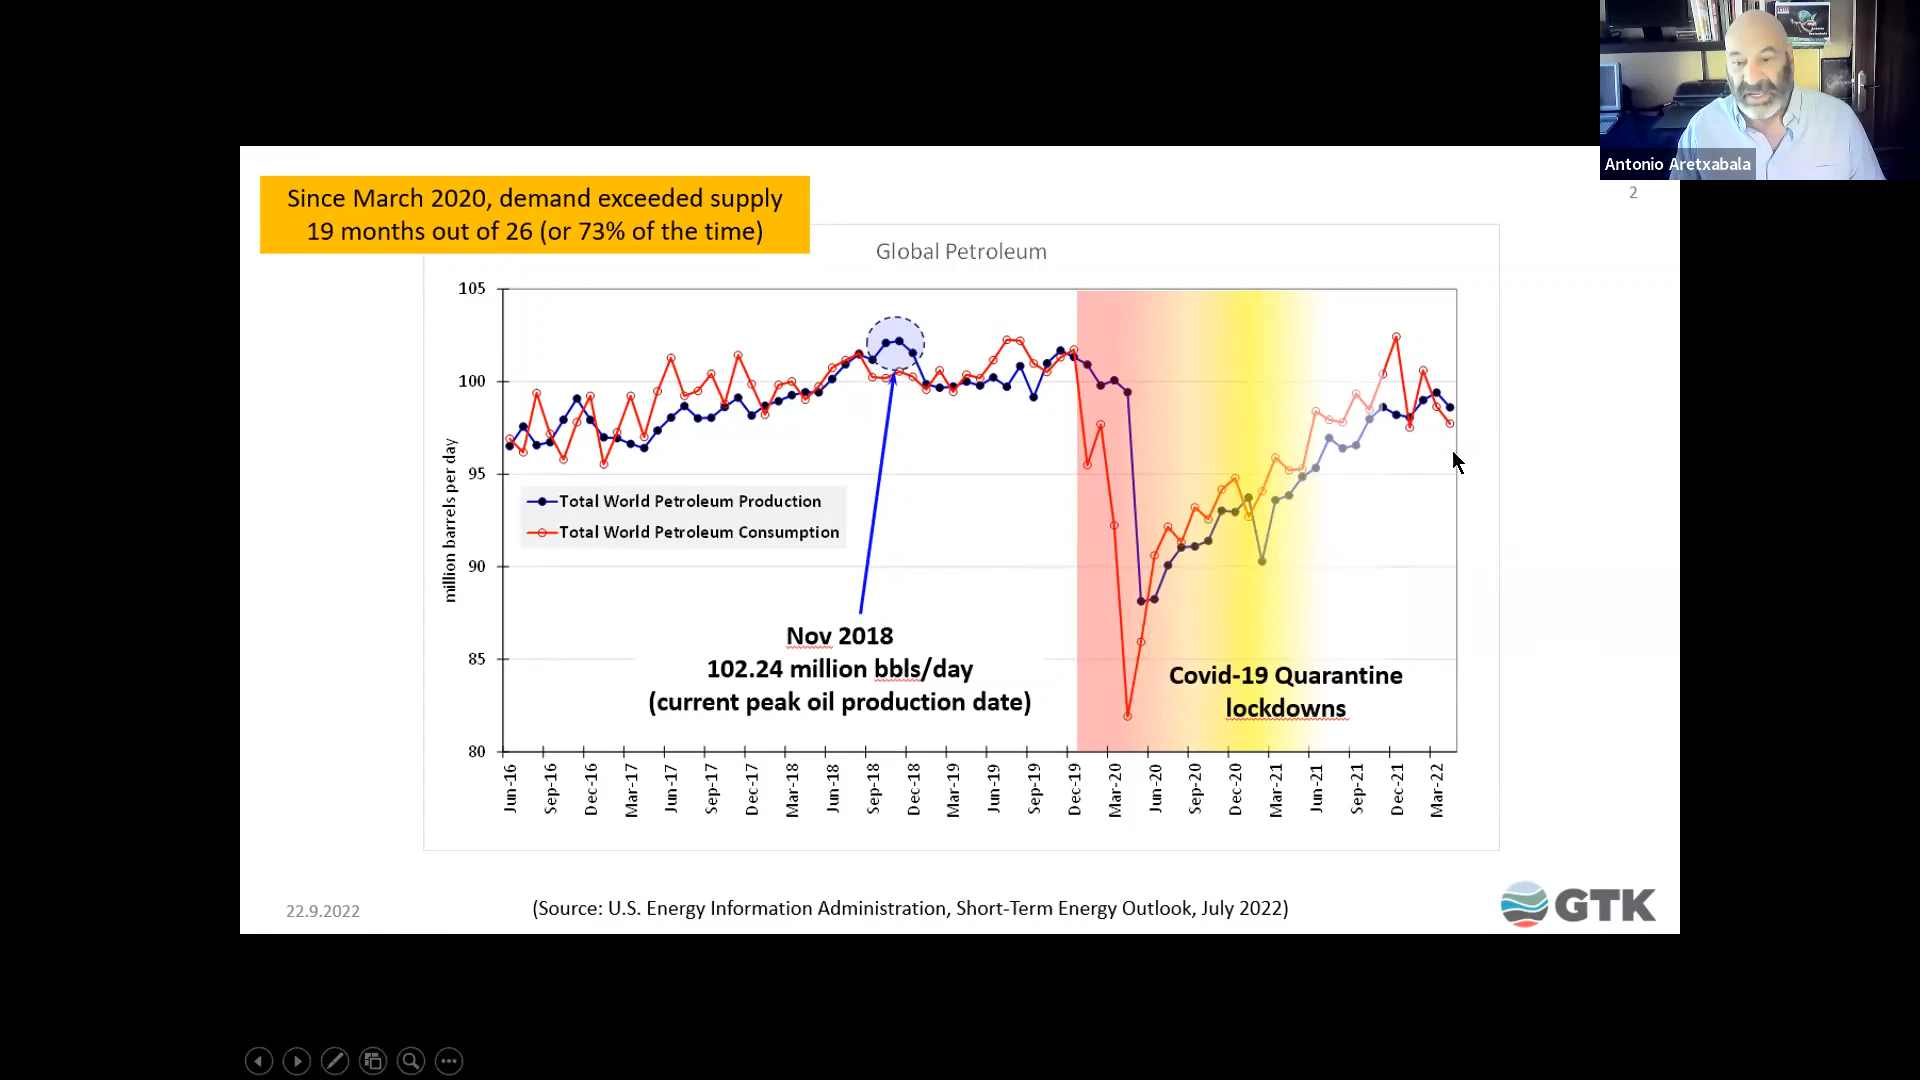 Antonio Aretxabala
2
Since March 2020, demand exceeded supply
19 months out of 26 (or 73% of the time)
Global Petroleum
105
100
95
90
85
80
million barrels per day
Total World Petroleum Production
Total World Petroleum Consumption
Nov 2018
102.24 million bbls/day
(current peak oil production date)
Covid-19 Quarantine
lockdowns
Jun-16
Sep-16
Dec-16
Mar-17
Jun-17
Sep-17
Dec-17
Mar-18
Jun-18
Sep-18
Dec-18
Mar-19
Jun-19
Sep-19
Dec-19
Mar-20
Jun-20
Sep-20
Dec-20
Mar-21
Jun-21
Sep-21
Dec-21
Mar-22
22.9.2022
(Source: U.S. Energy Information Administration, Short-Term Energy Outlook, July 2022)
GTK